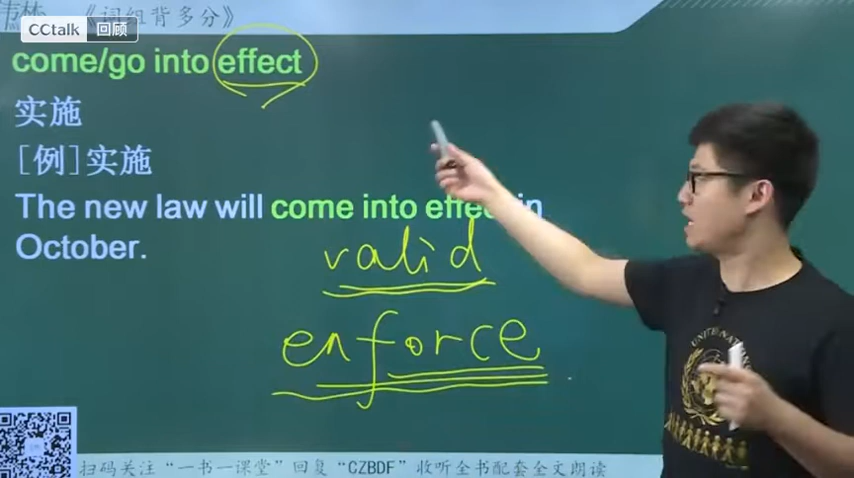 《词组背多分》
CCtalk 回顾
come/go into effect
实施
[例]实施
The new law will come into effect in
October.
valid
enforce
UNITED NATIONS
扫码关注“一书一课堂”回复“CZBDF”收听全书配套全文朗读